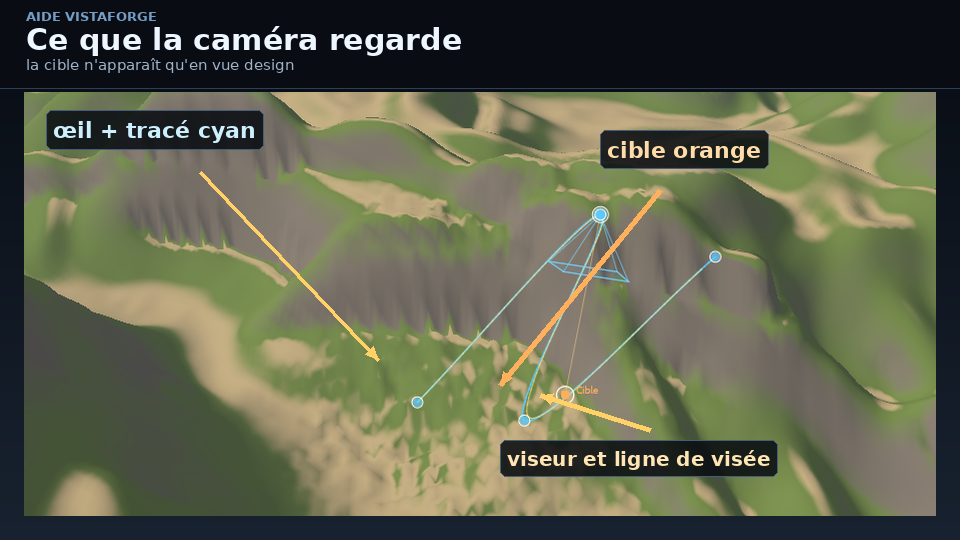 AIDE VISTAFORGE
Ce que la caméra regarde
la cible n'apparaît qu'en vue design
œil + tracé cyan
cible orange
Cible
viseur et ligne de visée